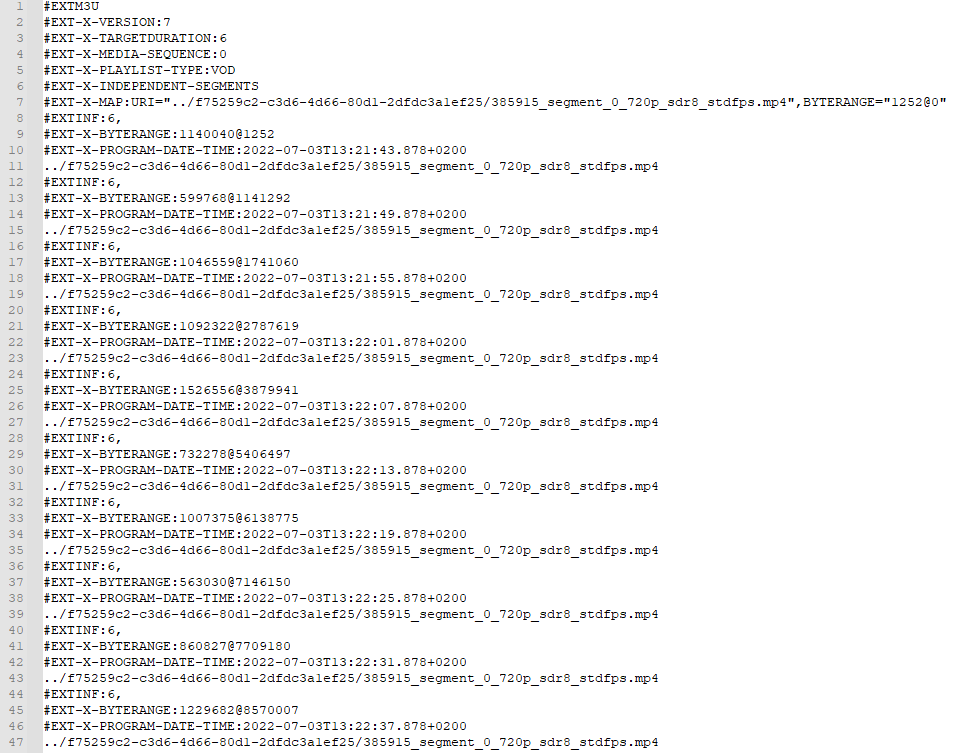 1 #EXTM3U
2 #EXT-X-VERSION:7
3 #EXT-X-TARGETDURATION:6
4 #EXT-X-MEDIA-SEQUENCE:0
5 #EXT-X-PLAYLIST-TYPE:VOD
6 #EXT-X-INDEPENDENT-SEGMENTS
7 #EXT-X-MAP:URI="../f75259c2-c3d6-4d66-80d1-2dfdc3a1ef25/385915_segment_0_720p_sdr8_stdfps.mp4",BYTERANGE="1252@0"
8 #EXTINF:6,
9 #EXT-X-BYTERANGE:1140040@1252
10 #EXT-X-PROGRAM-DATE-TIME:2022-07-03T13:21:43.878+0200
11 ../f75259c2-c3d6-4d66-80d1-2dfdc3a1ef25/385915_segment_0_720p_sdr8_stdfps.mp4
12 #EXTINF:6,
13 #EXT-X-BYTERANGE:599768@1141292
14 #EXT-X-PROGRAM-DATE-TIME:2022-07-03T13:21:49.878+0200
15 ../f75259c2-c3d6-4d66-80d1-2dfdc3a1ef25/385915_segment_0_720p_sdr8_stdfps.mp4
16 #EXTINF:6,
17 #EXT-X-BYTERANGE:1046559@1741060
18 #EXT-X-PROGRAM-DATE-TIME:2022-07-03T13:21:55.878+0200
19 ../f75259c2-c3d6-4d66-80d1-2dfdc3a1ef25/385915_segment_0_720p_sdr8_stdfps.mp4
20 #EXTINF:6,
21 #EXT-X-BYTERANGE:1092322@2787619
22 #EXT-X-PROGRAM-DATE-TIME:2022-07-03T13:22:01.878+0200
23 ../f75259c2-c3d6-4d66-80d1-2dfdc3a1ef25/385915_segment_0_720p_sdr8_stdfps.mp4
24 #EXTINF:6,
25 #EXT-X-BYTERANGE:1526556@3879941
26 #EXT-X-PROGRAM-DATE-TIME:2022-07-03T13:22:07.878+0200
27 ../f75259c2-c3d6-4d66-80d1-2dfdc3a1ef25/385915_segment_0_720p_sdr8_stdfps.mp4
28 #EXTINF:6,
29 #EXT-X-BYTERANGE:732278@5406497
30 #EXT-X-PROGRAM-DATE-TIME:2022-07-03T13:22:13.878+0200
31 ../f75259c2-c3d6-4d66-80d1-2dfdc3a1ef25/385915_segment_0_720p_sdr8_stdfps.mp4
32 #EXTINF:6,
33 #EXT-X-BYTERANGE:1007375@6138775
34 #EXT-X-PROGRAM-DATE-TIME:2022-07-03T13:22:19.878+0200
35 ../f75259c2-c3d6-4d66-80d1-2dfdc3a1ef25/385915_segment_0_720p_sdr8_stdfps.mp4
36 #EXTINF:6,
37 #EXT-X-BYTERANGE:563030@7146150
38 #EXT-X-PROGRAM-DATE-TIME:2022-07-03T13:22:25.878+0200
39 ../f75259c2-c3d6-4d66-80d1-2dfdc3a1ef25/385915_segment_0_720p_sdr8_stdfps.mp4
40 #EXTINF:6,
41 #EXT-X-BYTERANGE:860827@7709180
42 #EXT-X-PROGRAM-DATE-TIME:2022-07-03T13:22:31.878+0200
43 ../f75259c2-c3d6-4d66-80d1-2dfdc3a1ef25/385915_segment_0_720p_sdr8_stdfps.mp4
44 #EXTINF:6,
45 #EXT-X-BYTERANGE:1229682@8570007
46 #EXT-X-PROGRAM-DATE-TIME:2022-07-03T13:22:37.878+0200
47 ../f75259c2-c3d6-4d66-80d1-2dfdc3a1ef25/385915_segment_0_720p_sdr8_stdfps.mp4